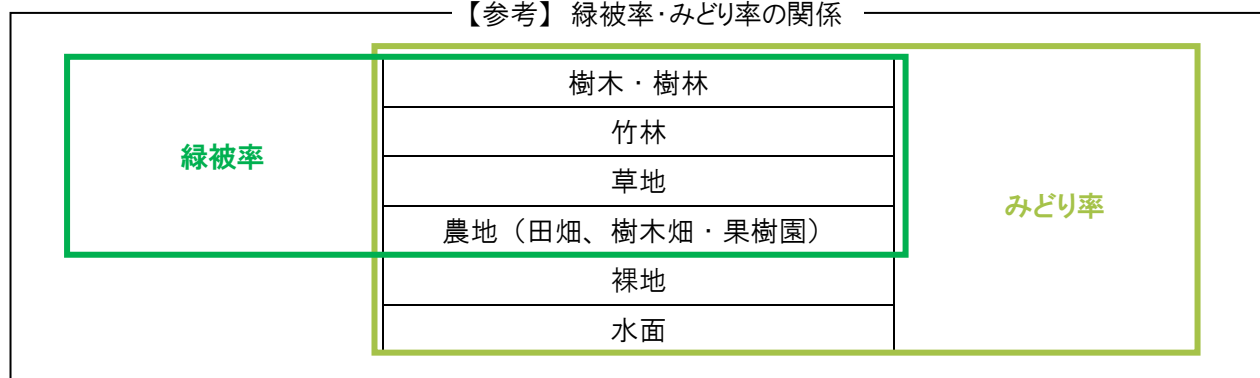 【参考】 緑被率・みどり率の関係
樹木・樹林
竹林
緑被率
草地
みどり率
農地（田畑、樹木畑・果樹園）
裸地
水面